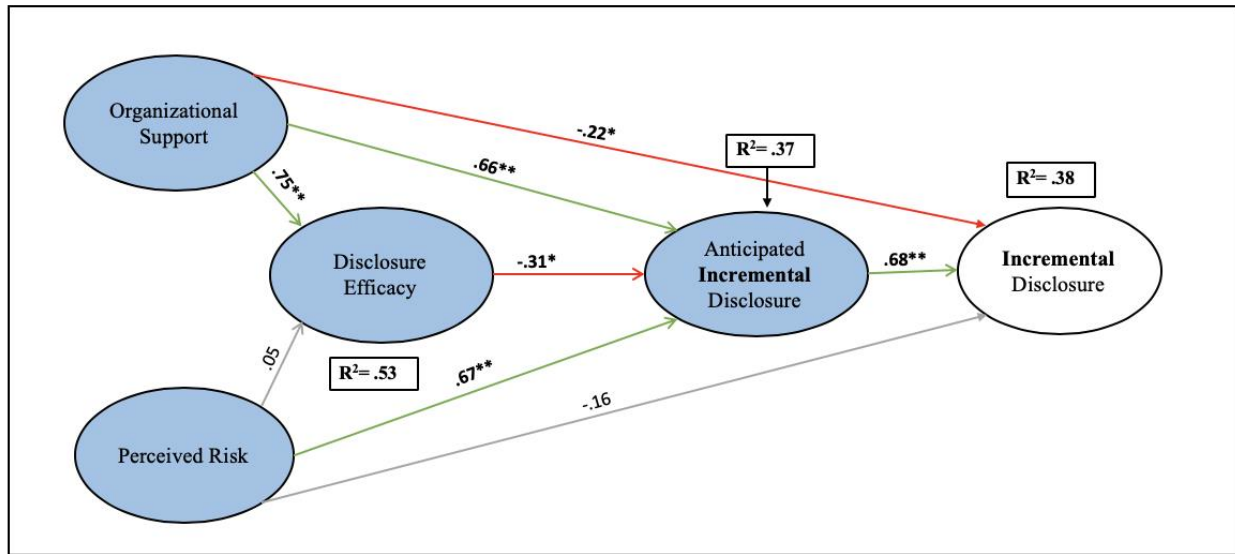 Organizational
Support
-.22*
R²= .37
R²= .38
.66**
.75**
Disclosure
Efficacy
-.31*
Anticipated
Incremental
Disclosure
.68**
Incremental
Disclosure
.05
R²= .53
.67**
-.16
Perceived Risk